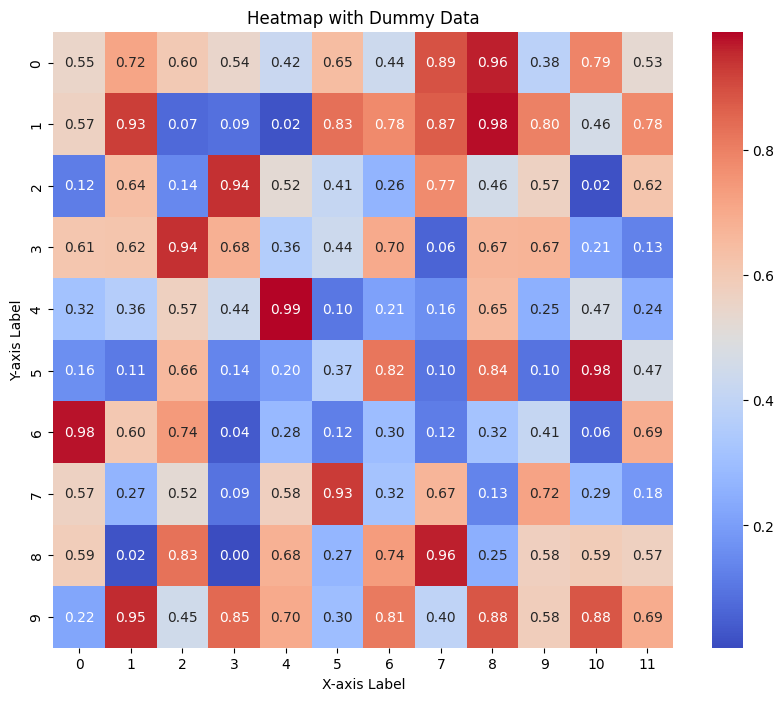 Heatmap with Dummy Data
0 0.55 0.72 0.60 0.54 0.42 0.65 0.44 0.89 0.96 0.38 0.79 0.53
1 0.57 0.93 0.07 0.09 0.02 0.83 0.78 0.87 0.98 0.80 0.46 0.78
0.8
2 0.12 0.64 0.14 0.94 0.52 0.41 0.26 0.77 0.46 0.57 0.02 0.62
3 0.61 0.62 0.94 0.68 0.36 0.44 0.70 0.06 0.67 0.67 0.21 0.13
0.6
Y-axis Label
4 0.32 0.36 0.57 0.44 0.99 0.10 0.21 0.16 0.65 0.25 0.47 0.24
5 0.16 0.11 0.66 0.14 0.20 0.37 0.82 0.10 0.84 0.10 0.98 0.47
0.4
6 0.98 0.60 0.74 0.04 0.28 0.12 0.30 0.12 0.32 0.41 0.06 0.69
7 0.57 0.27 0.52 0.09 0.58 0.93 0.32 0.67 0.13 0.72 0.29 0.18
0.2
8 0.59 0.02 0.83 0.00 0.68 0.27 0.74 0.96 0.25 0.58 0.59 0.57
9 0.22 0.95 0.45 0.85 0.70 0.30 0.81 0.40 0.88 0.58 0.88 0.69
0 1 2 3 4 5 6 7 8 9 10 11
X-axis Label